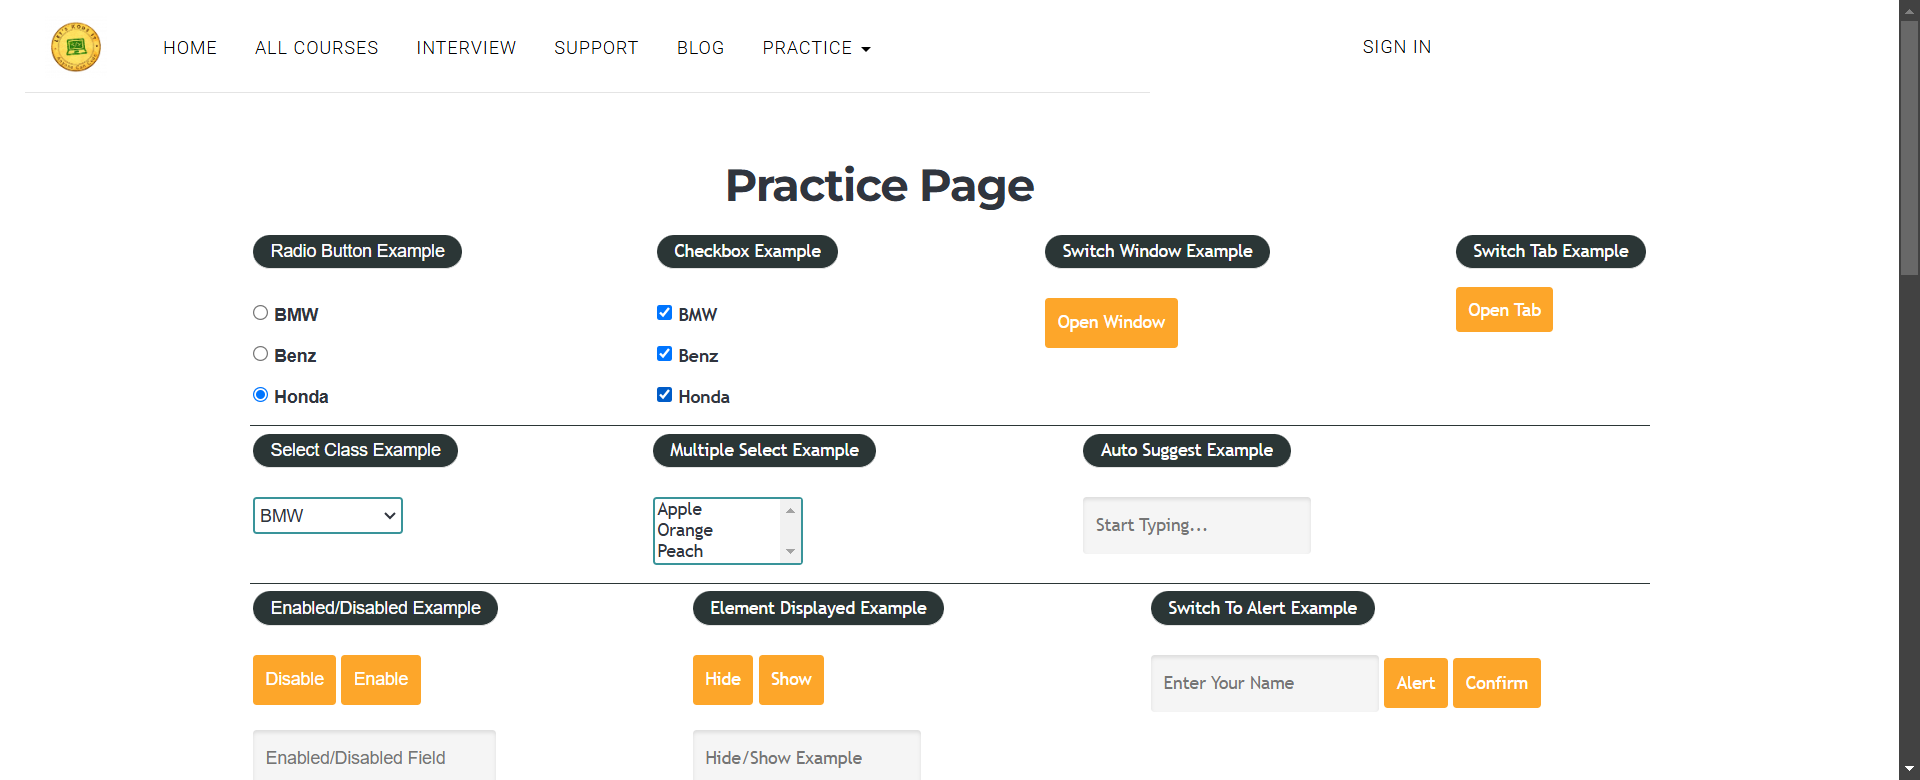 HOME ALL COURSES INTERVIEW SUPPORT BLOG PRACTICE SIGN IN
Practice Page
Radio Button Example Checkbox Example Switch Window Example Switch Tab Example
BMW BMW Open Window Open Tab
Benz Benz
Honda Honda
Select Class Example Multiple Select Example Auto Suggest Example
BMW Apple Start Typing...
Orange
Peach
Enabled/Disabled Example Element Displayed Example Switch To Alert Example
Disable Enable Hide Show Enter Your Name Alert Confirm
Enabled/Disabled Field Hide/Show Example